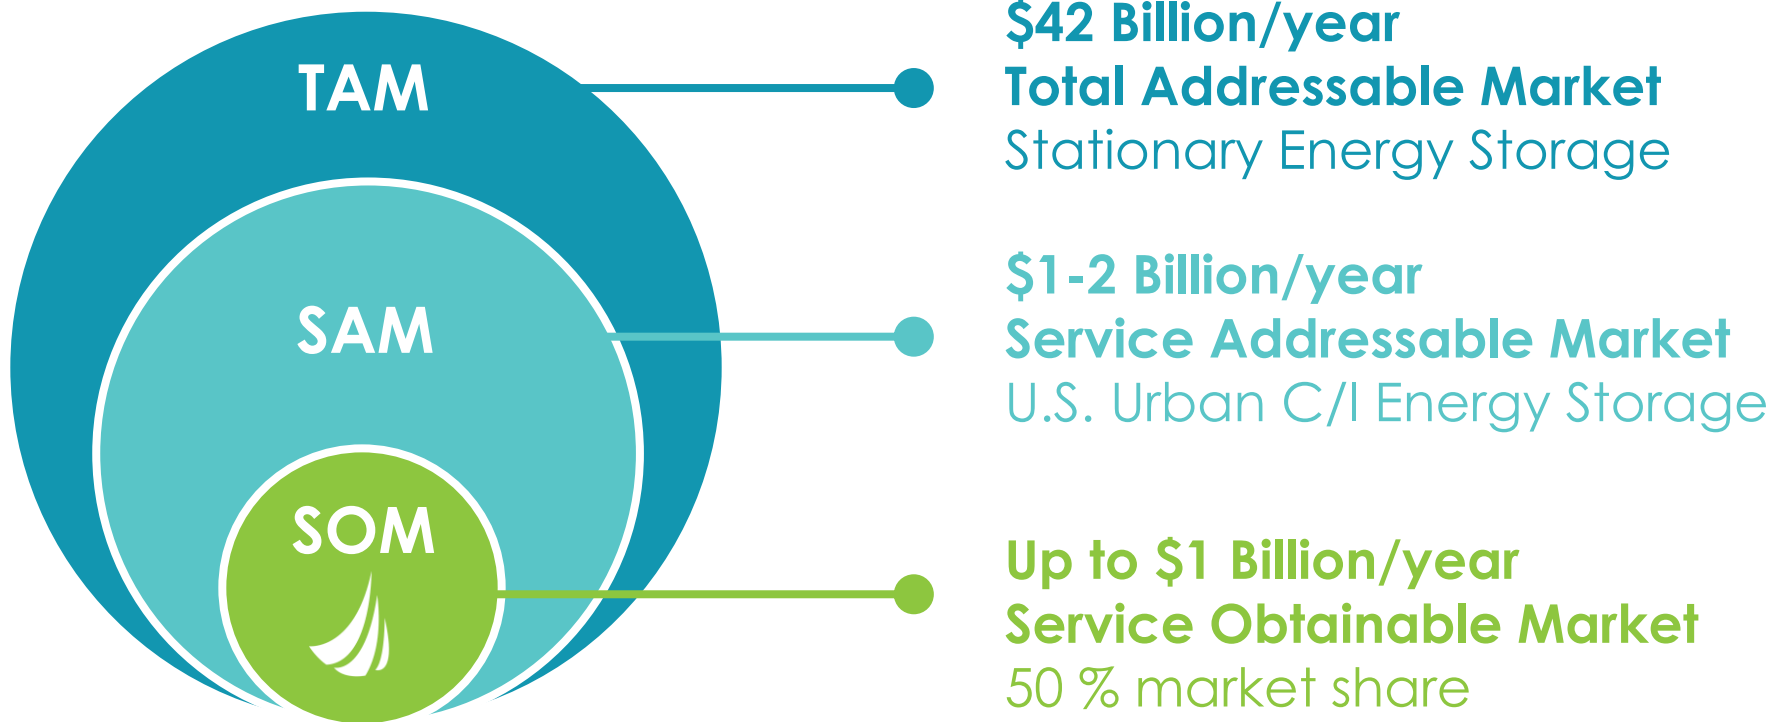 TAM
$42 Billion/year
Total Addressable Market
Stationary Energy Storage
SAM
$1-2 Billion/year
Service Addressable Market
U.S. Urban C/I Energy Storage
SOM
Up to $1 Billion/year
Service Obtainable Market
50 % market share